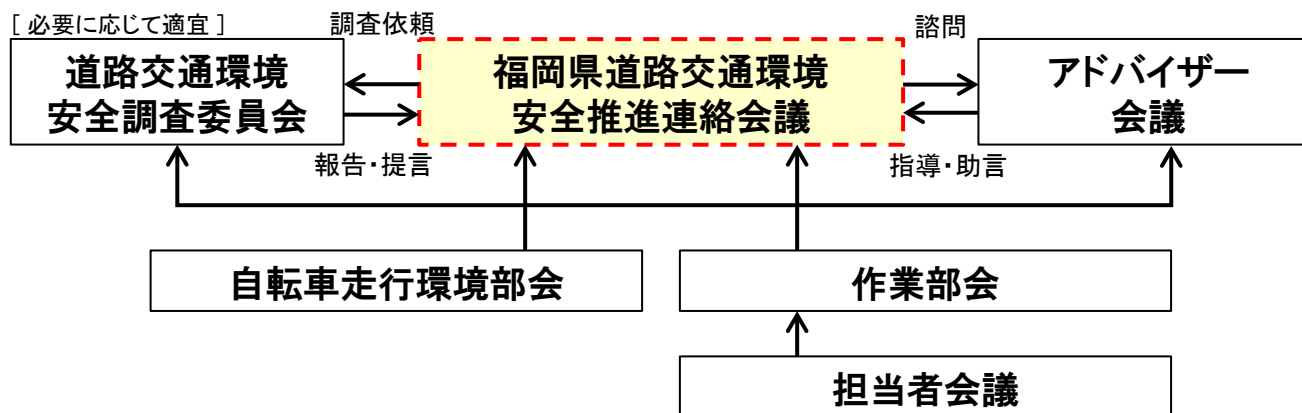 [ 必要に応じて適宜 ]
調査依頼
諮問
道路交通環境
安全調査委員会
福岡県道路交通環境
安全推進連絡会議
アドバイザー
会議
報告・提言
指導・助言
自転車走行環境部会
作業部会
担当者会議